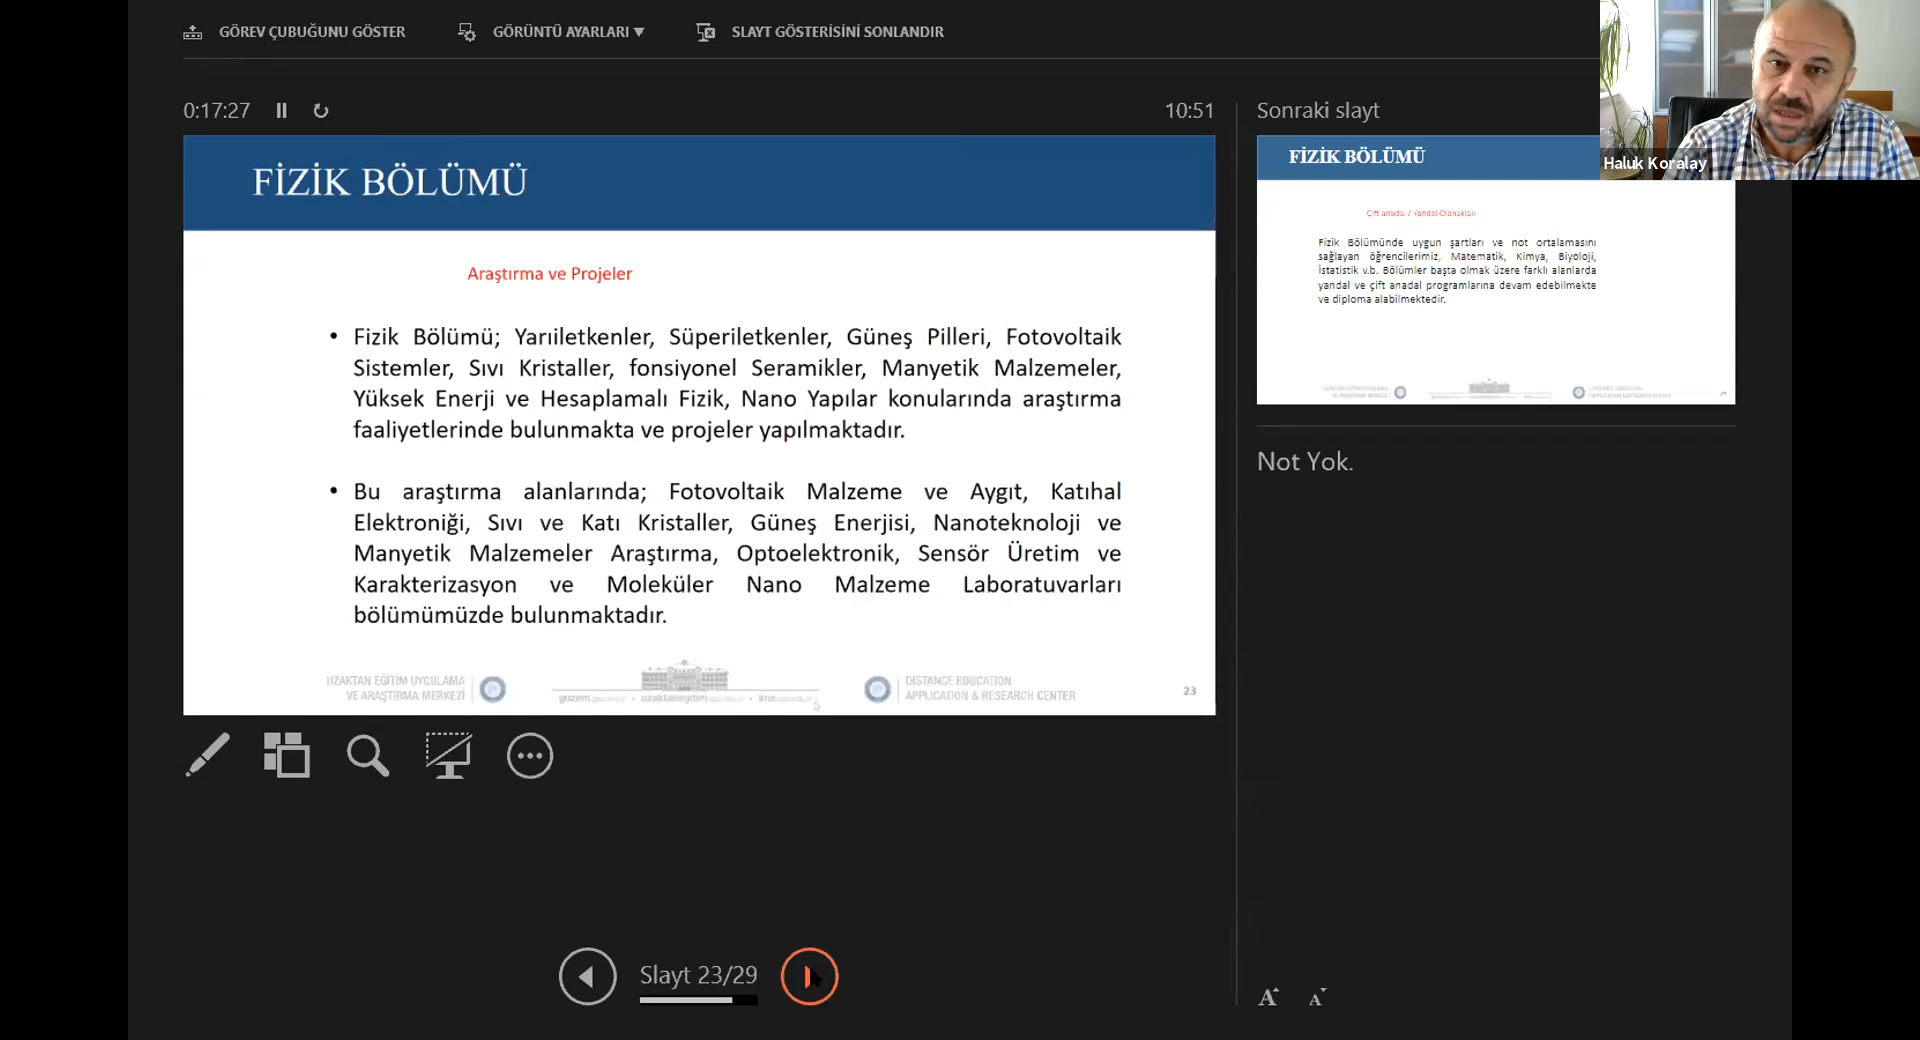 GÖREV ÇUBUĞUNU GÖSTER
GÖRÜNTÜ AYARLARI ▾
SLAYT GÖSTERİSİNİ SONLANDIR
0:17:27
10:51
FİZİK BÖLÜMÜ
Araştırma ve Projeler
• Fizik Bölümü; Yarıiletkenler, Süperiletkenler, Güneş Pilleri, Fotovoltaik
Sistemler, Sıvı Kristaller, fonsiyonel Seramikler, Manyetik Malzemeler,
Yüksek Enerji ve Hesaplamalı Fizik, Nano Yapılar konularında araştırma
faaliyetlerinde bulunmakta ve projeler yapılmaktadır.
• Bu araştırma alanlarında; Fotovoltaik Malzeme ve Aygıt, Katıhal
Elektroniği, Sıvı ve Katı Kristaller, Güneş Enerjisi, Nanoteknoloji ve
Manyetik Malzemeler Araştırma, Optoelektronik, Sensör Üretim ve
Karakterizasyon ve Moleküler Nano Malzeme Laboratuvarları
bölümümüzde bulunmaktadır.
UZAKTAN EĞİTİM UYGULAMA
VE ARAŞTIRMA MERKEZİ
DISTANCE EDUCATION
APPLICATION & RESEARCH CENTER
23
Slayt 23/29
Sonraki slayt
FİZİK BÖLÜMÜ
Çift anadal / Yandal Olanakları
Fizik Bölümünde uygun şartları ve not ortalamasını
sağlayan öğrencilerimiz, Matematik, Kimya, Biyoloji,
İstatistik v.b. Bölümler başta olmak üzere farklı alanlarda
yandal ve çift anadal programlarına devam edebilmekte
ve diploma alabilmektedir.
Not Yok.
A A
Haluk Koralay